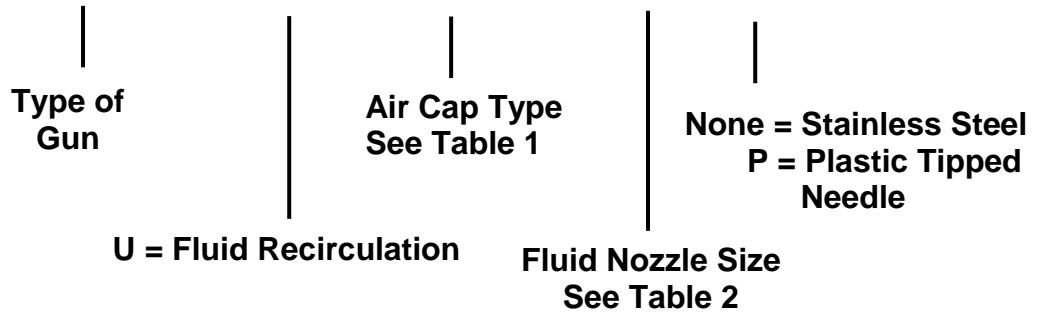 Type of
Gun
Air Cap Type
See Table 1
None = Stainless Steel
P = Plastic Tipped
Needle
U = Fluid Recirculation
Fluid Nozzle Size
See Table 2